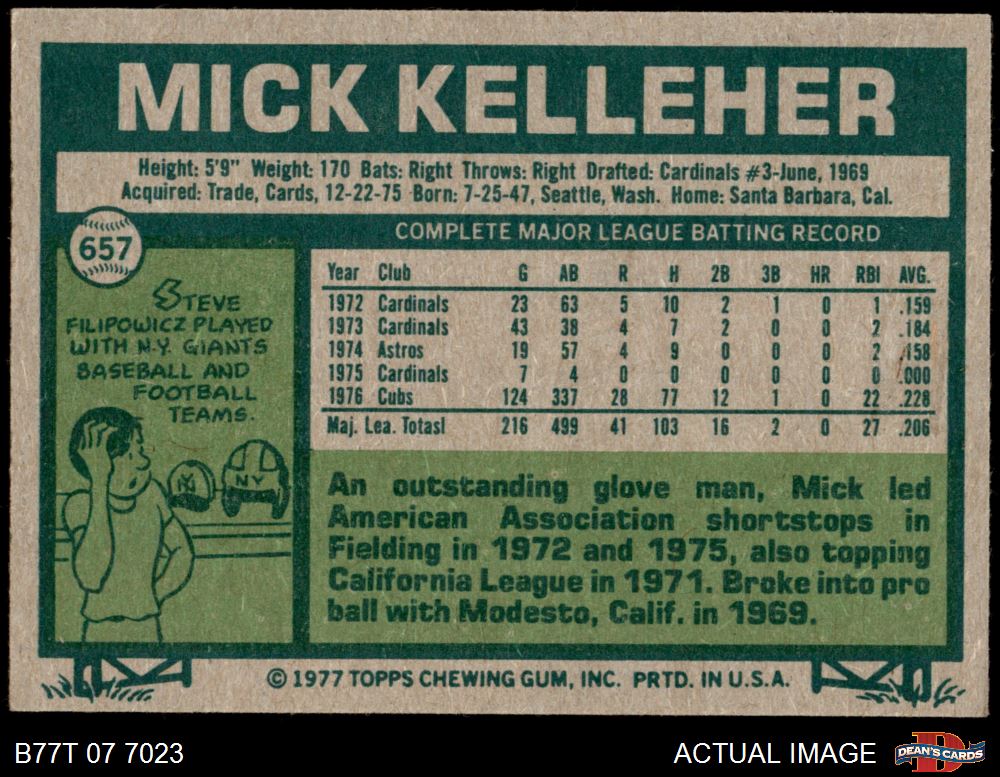 MICK KELLEHER
Height: 5'9" Weight: 170 Bats: Right Throws: Right Drafted: Cardinals #3-June, 1969
Acquired: Trade, Cards, 12-22-75 Born: 7-25-47, Seattle, Wash. Home: Santa Barbara, Cal.
657
COMPLETE MAJOR LEAGUE BATTING RECORD
STEVE
FILIPOWICZ PLAYED
WITH N.Y. GIANTS
BASEBALL AND
FOOTBALL
TEAMS.
NY
NY
Year Club G AB R H 2B 3B HR RBI AVG.
1972 Cardinals 23 63 5 10 2 1 0 1 .159
1973 Cardinals 43 38 4 7 2 0 0 2 .184
1974 Astros 19 57 4 9 0 0 0 2 .158
1975 Cardinals 7 4 0 0 0 0 0 0 .000
1976 Cubs 124 337 28 77 12 1 0 22 .228
Maj. Lea. Totasl 216 499 41 103 16 2 0 27 .206
An outstanding glove man, Mick led
American Association shortstops in
Fielding in 1972 and 1975, also topping
California League in 1971. Broke into pro
ball with Modesto, Calif. in 1969.
© 1977 TOPPS CHEWING GUM, INC. PRTD. IN U.S.A.
B77T 07 7023
ACTUAL IMAGE
D
DEAN'S CARDS